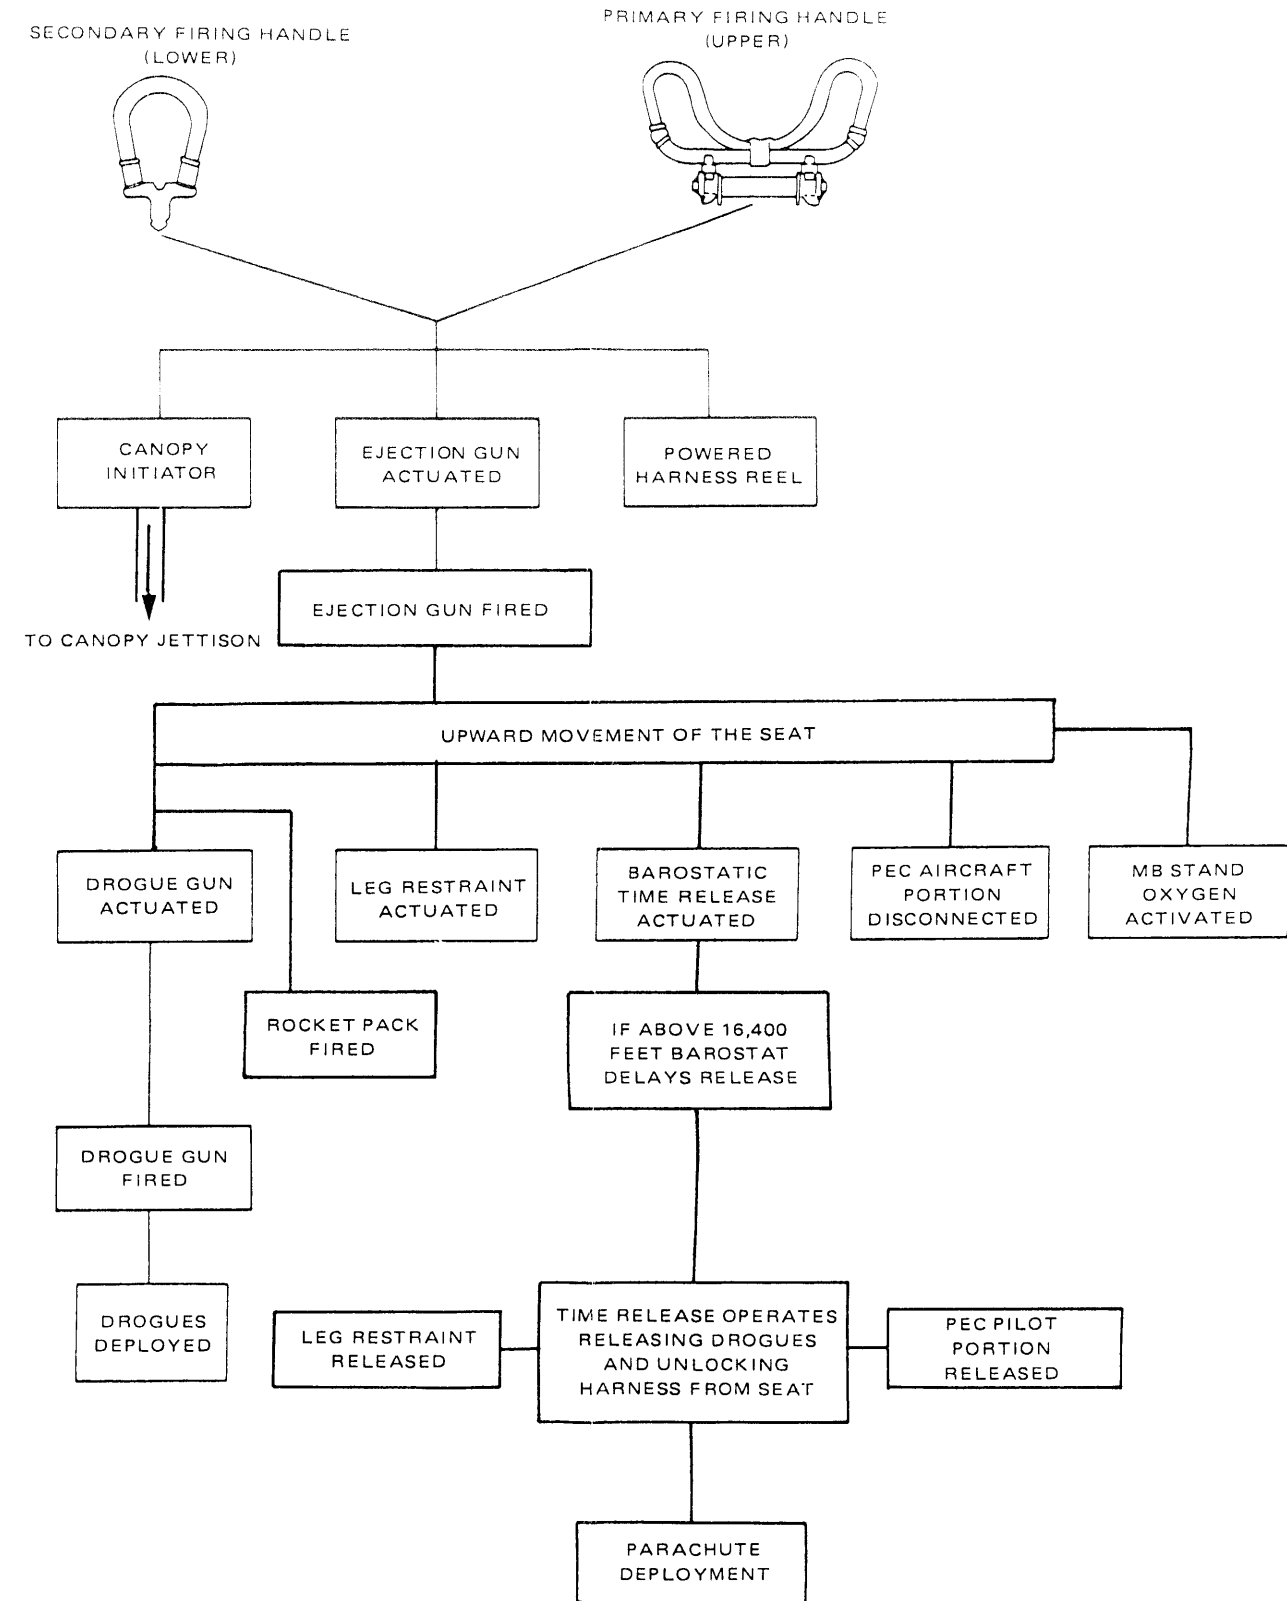 SECONDARY FIRING HANDLE
(LOWER)
PRIMARY FIRING HANDLE
(UPPER)
CANOPY
INITIATOR
EJECTION GUN
ACTUATED
POWERED
HARNESS REEL
TO CANOPY JETTISON
EJECTION GUN FIRED
UPWARD MOVEMENT OF THE SEAT
DROGUE GUN
ACTUATED
LEG RESTRAINT
ACTUATED
BAROSTATIC
TIME RELEASE
ACTUATED
PEC AIRCRAFT
PORTION
DISCONNECTED
MB STAND
OXYGEN
ACTIVATED
ROCKET PACK
FIRED
IF ABOVE 16,400
FEET BAROSTAT
DELAYS RELEASE
DROGUE GUN
FIRED
DROGUES
DEPLOYED
LEG RESTRAINT
RELEASED
TIME RELEASE OPERATES
RELEASING DROGUES
AND UNLOCKING
HARNESS FROM SEAT
PEC PILOT
PORTION
RELEASED
PARACHUTE
DEPLOYMENT